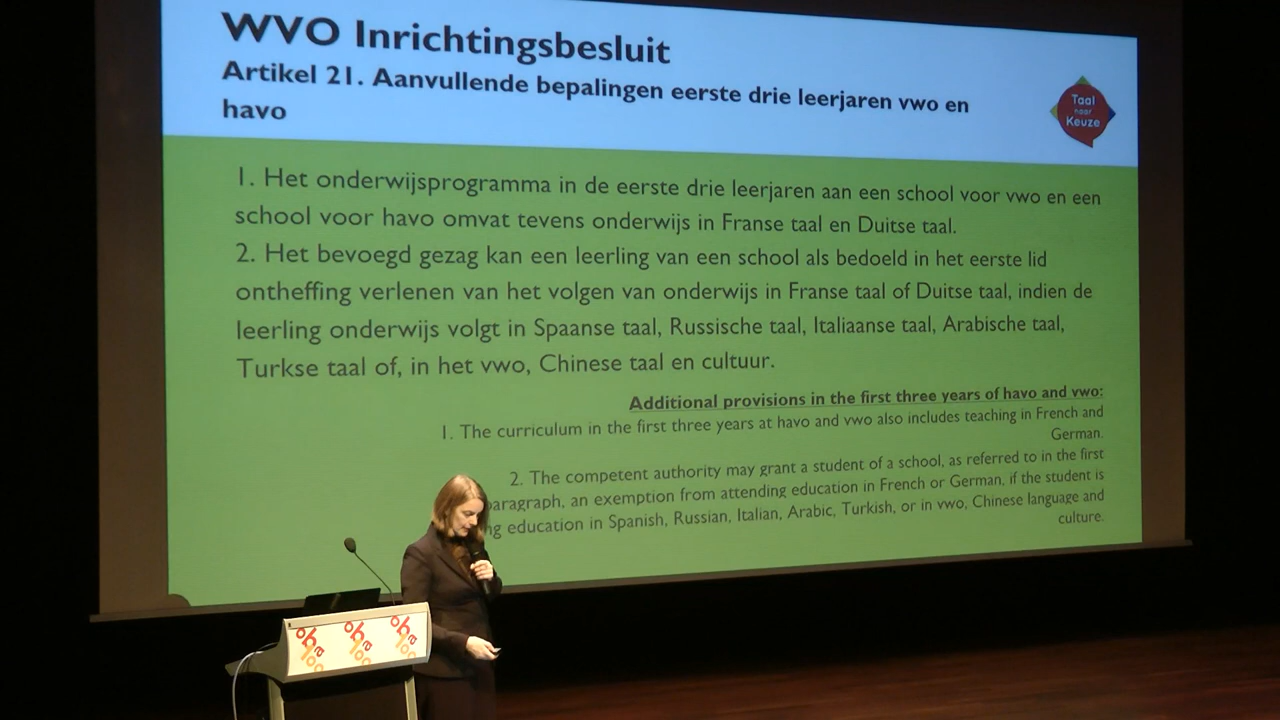 WVO Inrichtingsbesluit
Artikel 21. Aanvullende bepalingen eerste drie leerjaren vwo en
havo
Taal
naar
Keuze
1. Het onderwijsprogramma in de eerste drie leerjaren aan een school voor vwo en een
school voor havo omvat tevens onderwijs in Franse taal en Duitse taal.
2. Het bevoegd gezag kan een leerling van een school als bedoeld in het eerste lid
ontheffing verlenen van het volgen van onderwijs in Franse taal of Duitse taal, indien de
leerling onderwijs volgt in Spaanse taal, Russische taal, Italiaanse taal, Arabische taal,
Turkse taal of, in het vwo, Chinese taal en cultuur.
Additional provisions in the first three years of havo and vwo:
1. The curriculum in the first three years at havo and vwo also includes teaching in French and
German.
2. The competent authority may grant a student of a school, as referred to in the first
paragraph, an exemption from attending education in French or German, if the student is
education in Spanish, Russian, Italian, Arabic, Turkish, or in vwo, Chinese language and
culture.
oba
100
oba
100
oba
100